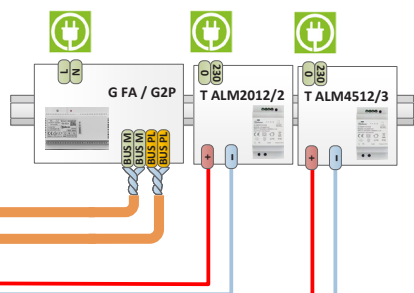 L
N
G FA / G2P
BUS M
BUS M
BUS PL
BUS PL
0
230
T ALM2012/2
+
-
0
230
T ALM4512/3
+
-